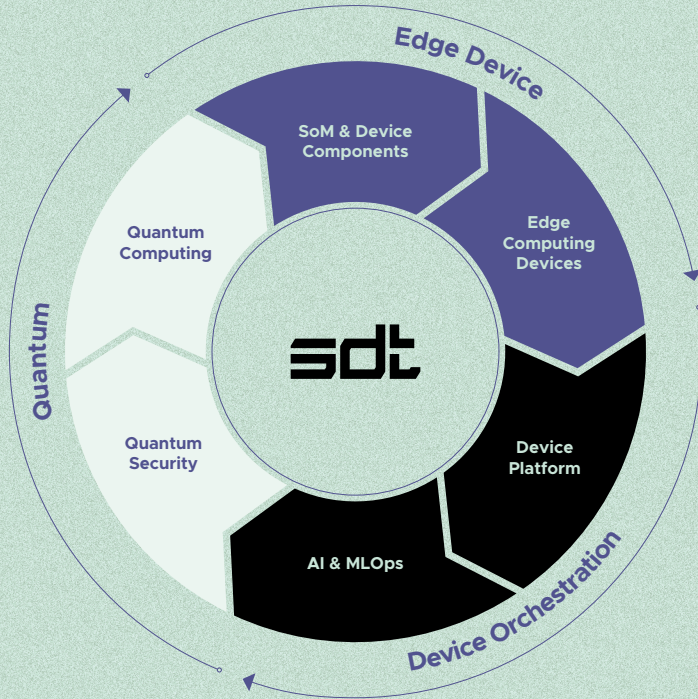 Edge Device
SoM & Device
Components
Edge
Computing
Devices
Quantum
Computing
Quantum
sdt
Quantum
Security
Device
Platform
AI & MLOps
Device Orchestration